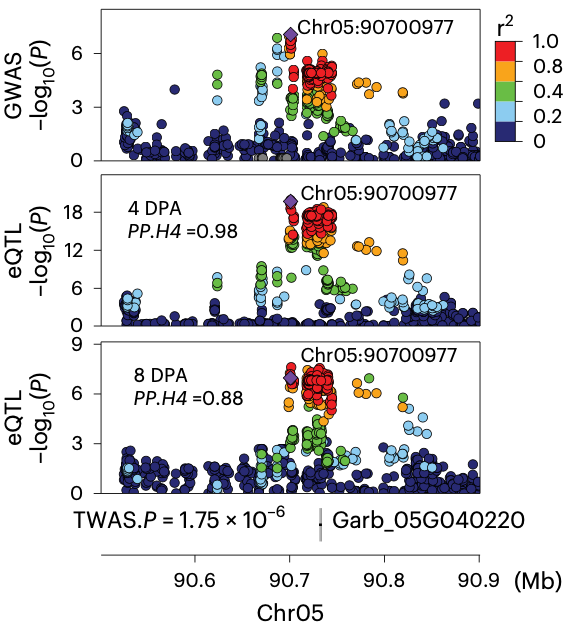 r²
1.0
0.8
0.4
0.2
0
GWAS
−log₁₀(P)
6
3
0
Chr05:90700977
eQTL
−log₁₀(P)
18
12
6
0
4 DPA
PP.H4 =0.98
Chr05:90700977
eQTL
−log₁₀(P)
9
6
3
0
8 DPA
PP.H4 =0.88
Chr05:90700977
TWAS.P = 1.75 × 10⁻⁶
Garb_05G040220
90.6 90.7 90.8 90.9 (Mb)
Chr05